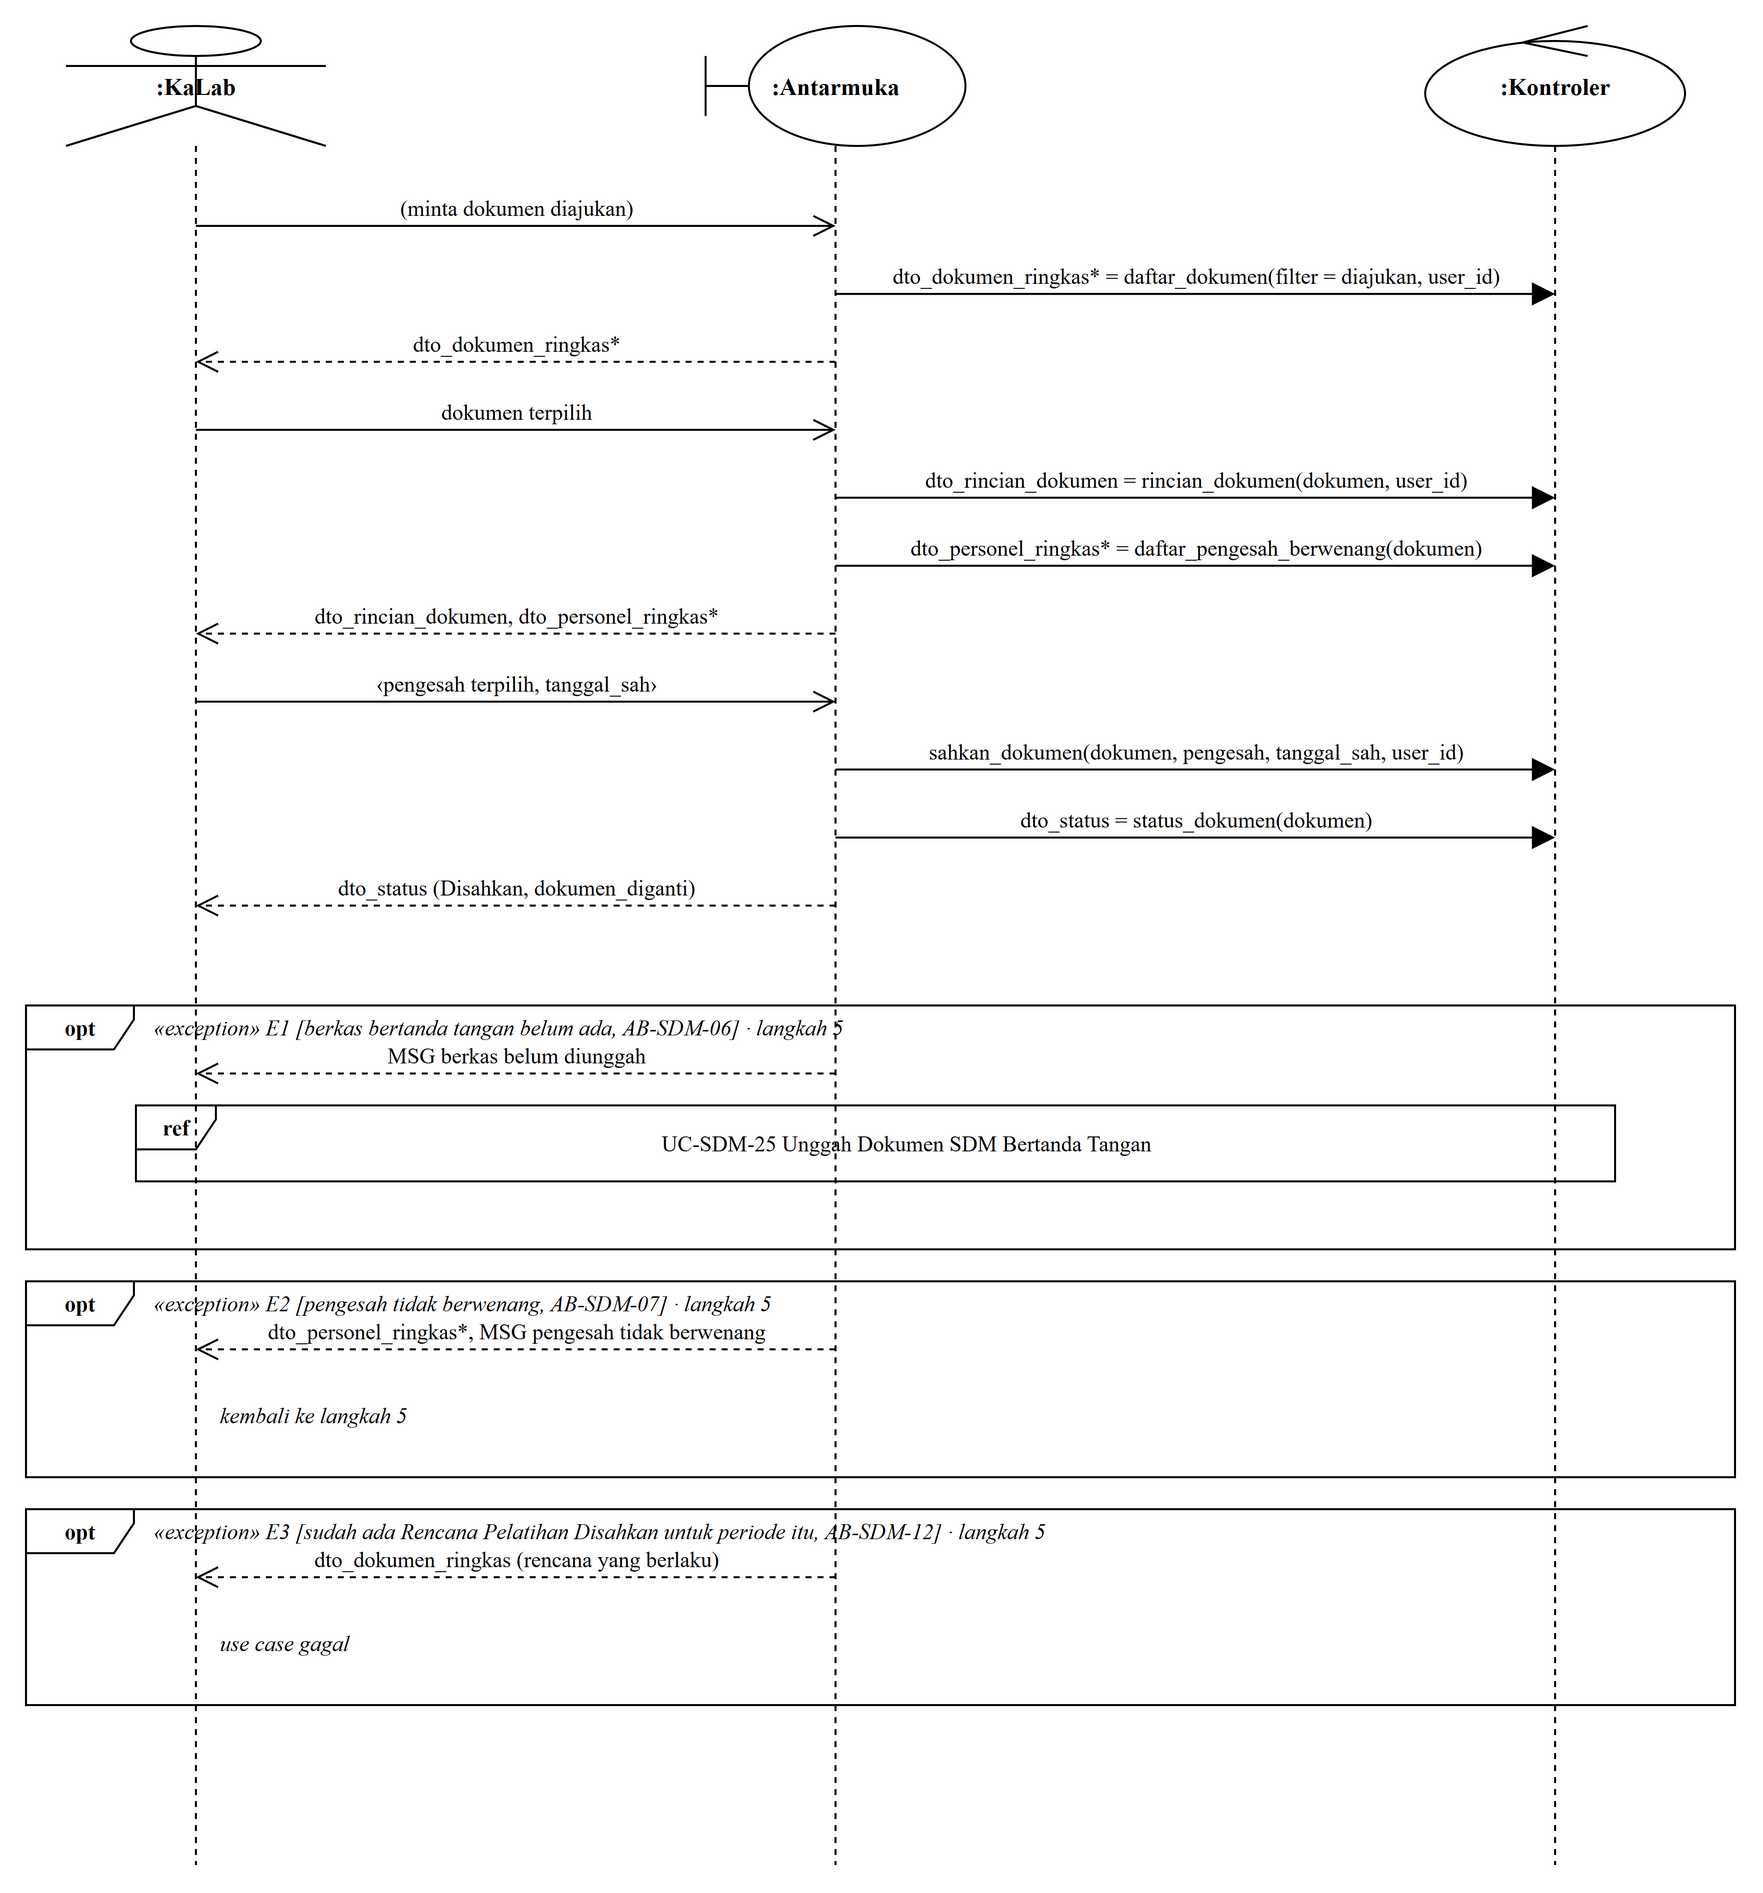 :KaLab
:Antarmuka
:Kontroler
(minta dokumen diajukan)
dto_dokumen_ringkas* = daftar_dokumen(filter = diajukan, user_id)
dto_dokumen_ringkas*
dokumen terpilih
dto_rincian_dokumen = rincian_dokumen(dokumen, user_id)
dto_personel_ringkas* = daftar_pengesah_berwenang(dokumen)
dto_rincian_dokumen, dto_personel_ringkas*
‹pengesah terpilih, tanggal_sah›
sahkan_dokumen(dokumen, pengesah, tanggal_sah, user_id)
dto_status = status_dokumen(dokumen)
dto_status (Disahkan, dokumen_diganti)
opt
«exception» E1 [berkas bertanda tangan belum ada, AB-SDM-06] · langkah 5
MSG berkas belum diunggah
ref
UC-SDM-25 Unggah Dokumen SDM Bertanda Tangan
opt
«exception» E2 [pengesah tidak berwenang, AB-SDM-07] · langkah 5
dto_personel_ringkas*, MSG pengesah tidak berwenang
kembali ke langkah 5
opt
«exception» E3 [sudah ada Rencana Pelatihan Disahkan untuk periode itu, AB-SDM-12] · langkah 5
dto_dokumen_ringkas (rencana yang berlaku)
use case gagal